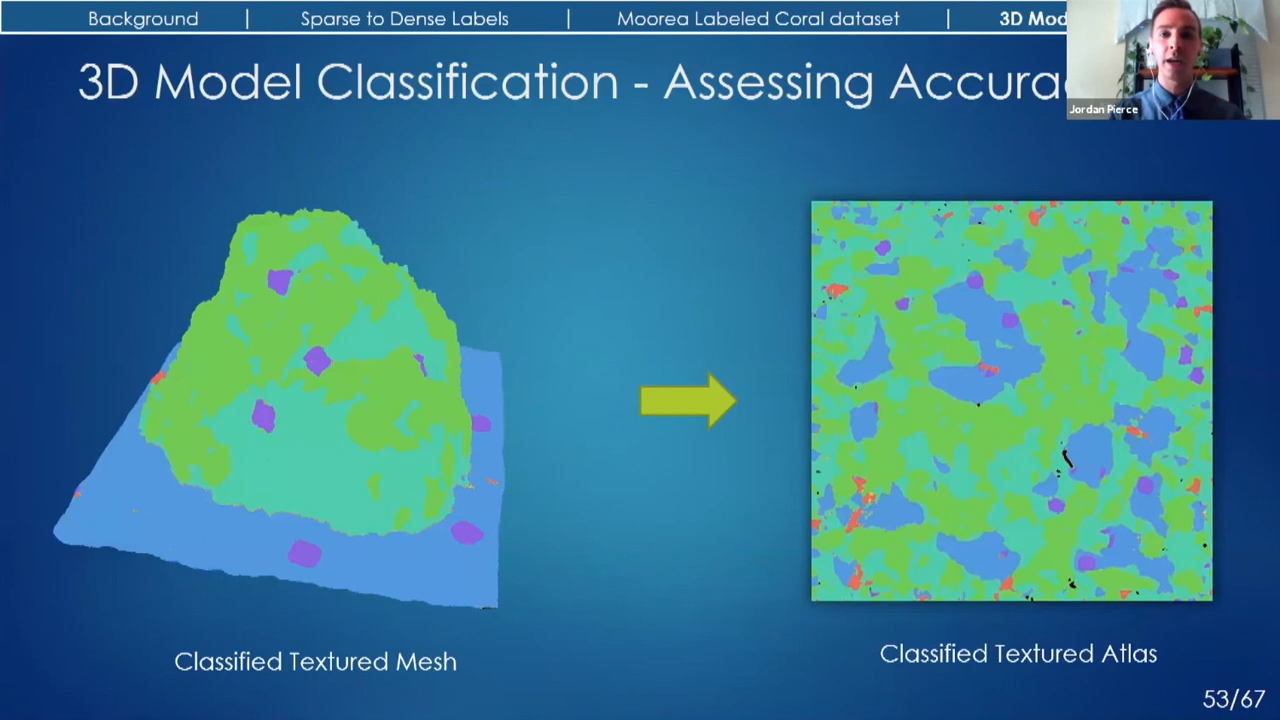 Background | Sparse to Dense Labels | Moorea Labeled Coral dataset | 3D Mod
3D Model Classification - Assessing Accurac
Jordan Pierce
Classified Textured Mesh
Classified Textured Atlas
53/67